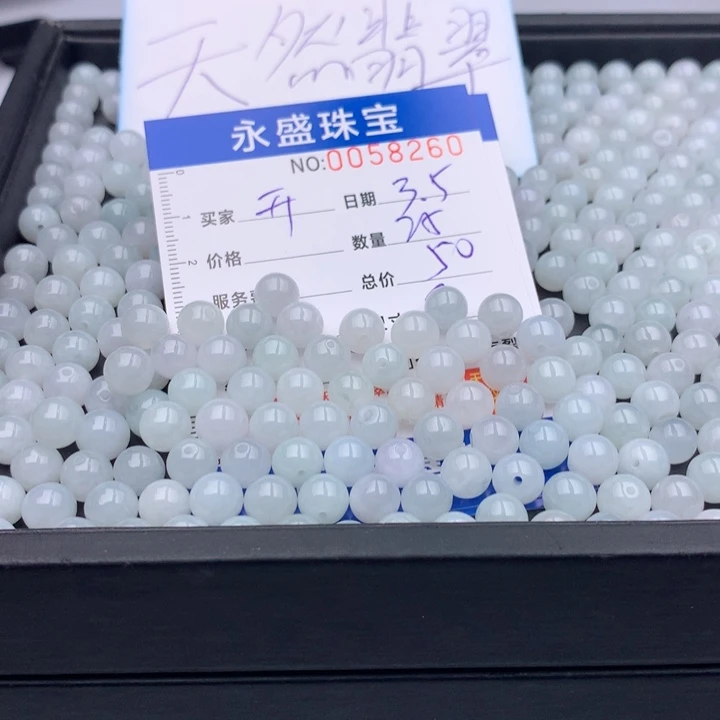 天然翡翠
永盛珠宝
NO:0058260
买家 开 日期 3.5
价格 数量
服务 总价 50